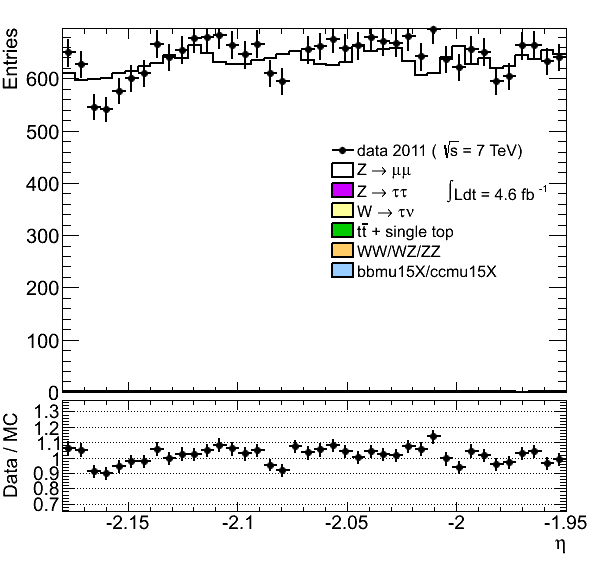 Entries
600
500
400
300
200
100
0
data 2011 ( √s = 7 TeV)
Z → μμ
Z → ττ
∫Ldt = 4.6 fb⁻¹
W → τν
tt̄ + single top
WW/WZ/ZZ
bbmu15X/ccmu15X
Data / MC
1.3
1.2
1.1
1.0
0.9
0.8
0.7
-2.15 -2.1 -2.05 -2 -1.95
η